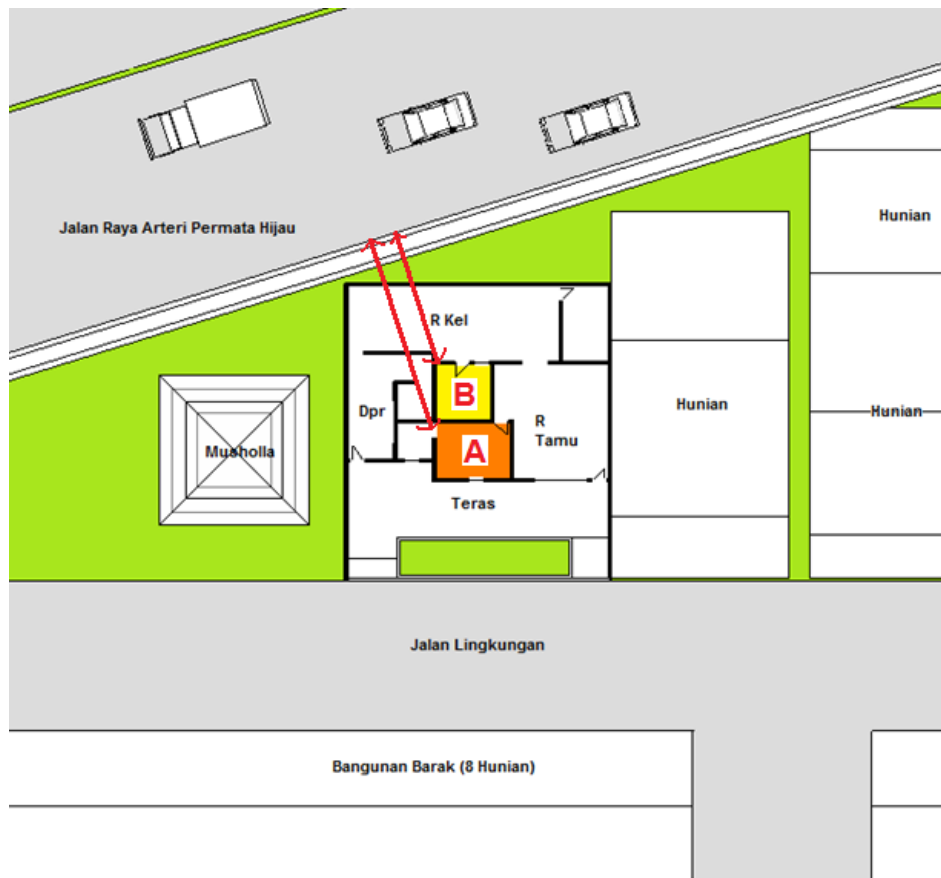 Jalan Raya Arteri Permata Hijau
Hunian
R Kel
B
Dpr
Hunian
Hunian
R
Tamu
Musholla
A
Teras
Jalan Lingkungan
Bangunan Barak (8 Hunian)